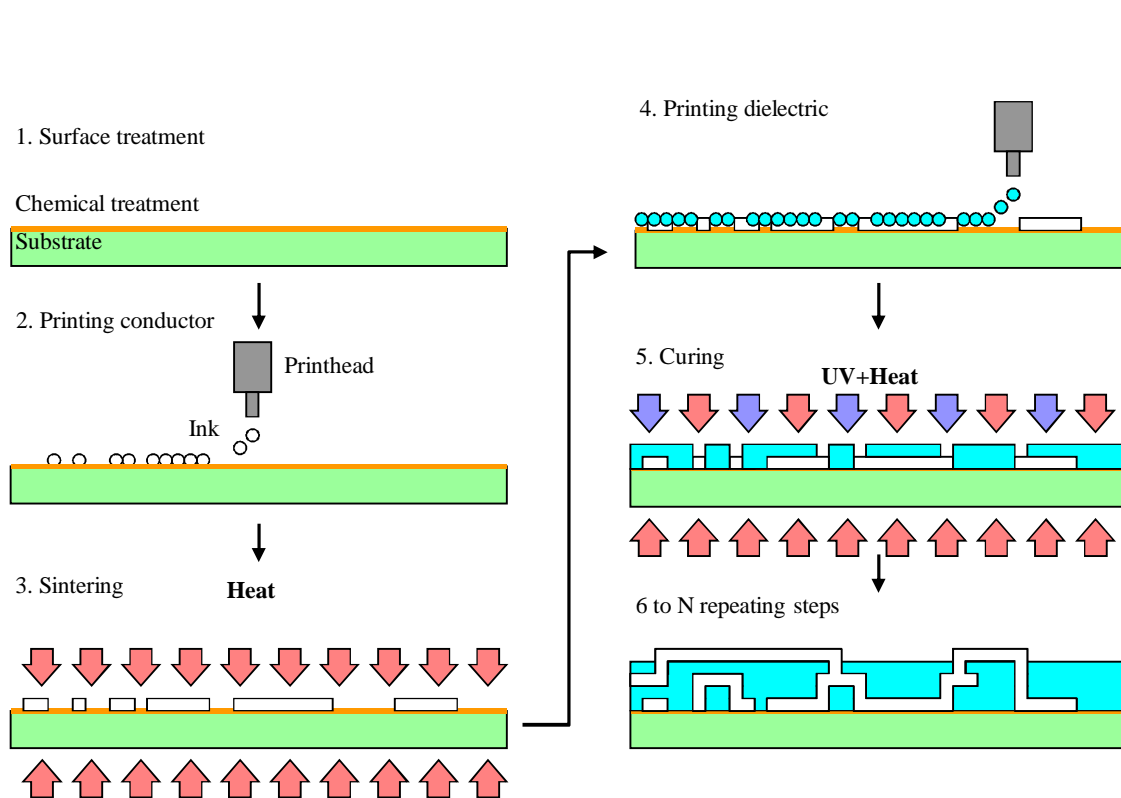 1. Surface treatment
Chemical treatment
Substrate
2. Printing conductor
Printhead
Ink
3. Sintering
Heat
4. Printing dielectric
5. Curing
UV+Heat
6 to N repeating steps